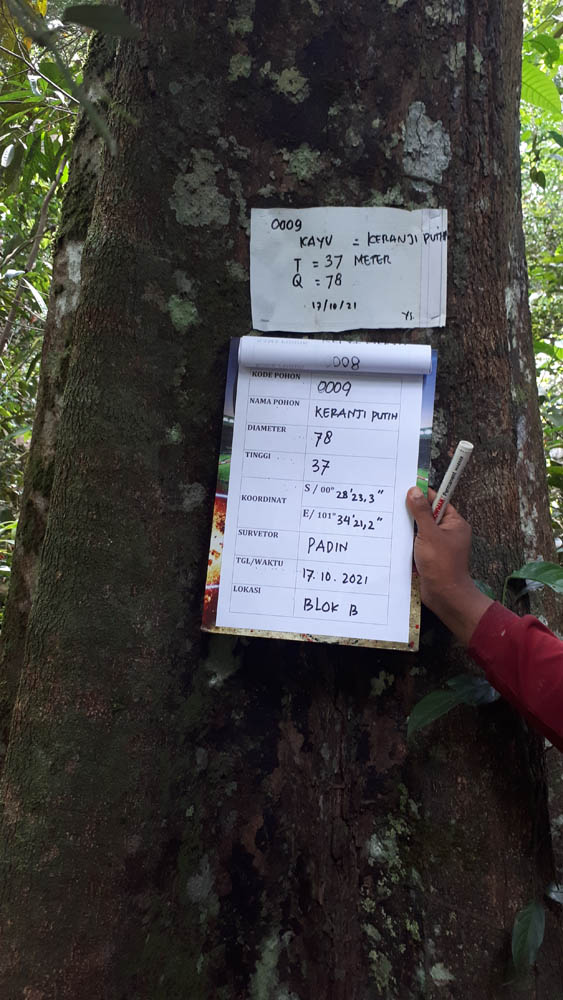 0009
KAYU = KERANJI PUTIH
T = 37 METER
Q = 78
17/10/21
Ys.
0008
KODE POHON 0009
NAMA POHON KERANJI PUTIH
DIAMETER 78
TINGGI 37
KOORDINAT S / 00° 28'23,3"
E/ 101° 34'21,2"
SURVETOR PADIN
TGL/WAKTU 17.10.2021
LOKASI BLOK B